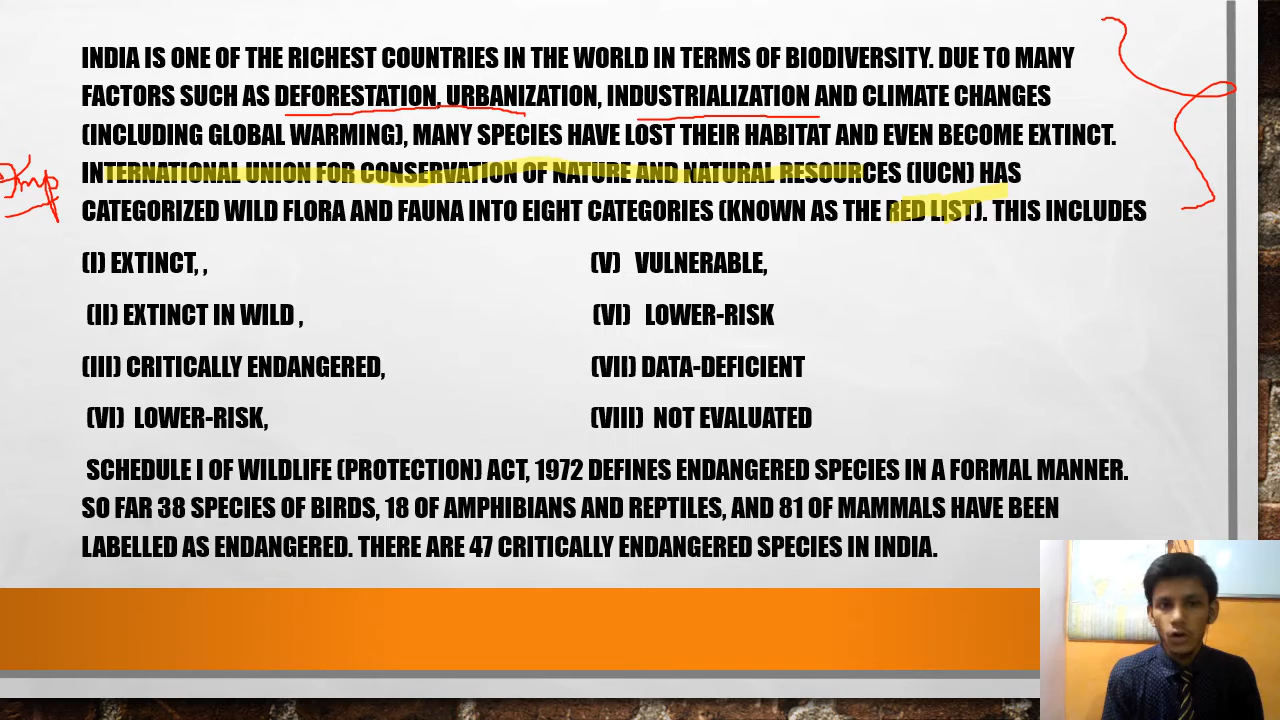 INDIA IS ONE OF THE RICHEST COUNTRIES IN THE WORLD IN TERMS OF BIODIVERSITY. DUE TO MANY
FACTORS SUCH AS DEFORESTATION, URBANIZATION, INDUSTRIALIZATION AND CLIMATE CHANGES
(INCLUDING GLOBAL WARMING), MANY SPECIES HAVE LOST THEIR HABITAT AND EVEN BECOME EXTINCT.
INTERNATIONAL UNION FOR CONSERVATION OF NATURE AND NATURAL RESOURCES (IUCN) HAS
Imp
CATEGORIZED WILD FLORA AND FAUNA INTO EIGHT CATEGORIES (KNOWN AS THE RED LIST). THIS INCLUDES
(I) EXTINCT, , (V) VULNERABLE,
(II) EXTINCT IN WILD , (VI) LOWER-RISK
(III) CRITICALLY ENDANGERED, (VII) DATA-DEFICIENT
(VI) LOWER-RISK, (VIII) NOT EVALUATED
SCHEDULE I OF WILDLIFE (PROTECTION) ACT, 1972 DEFINES ENDANGERED SPECIES IN A FORMAL MANNER.
SO FAR 38 SPECIES OF BIRDS, 18 OF AMPHIBIANS AND REPTILES, AND 81 OF MAMMALS HAVE BEEN
LABELLED AS ENDANGERED. THERE ARE 47 CRITICALLY ENDANGERED SPECIES IN INDIA.